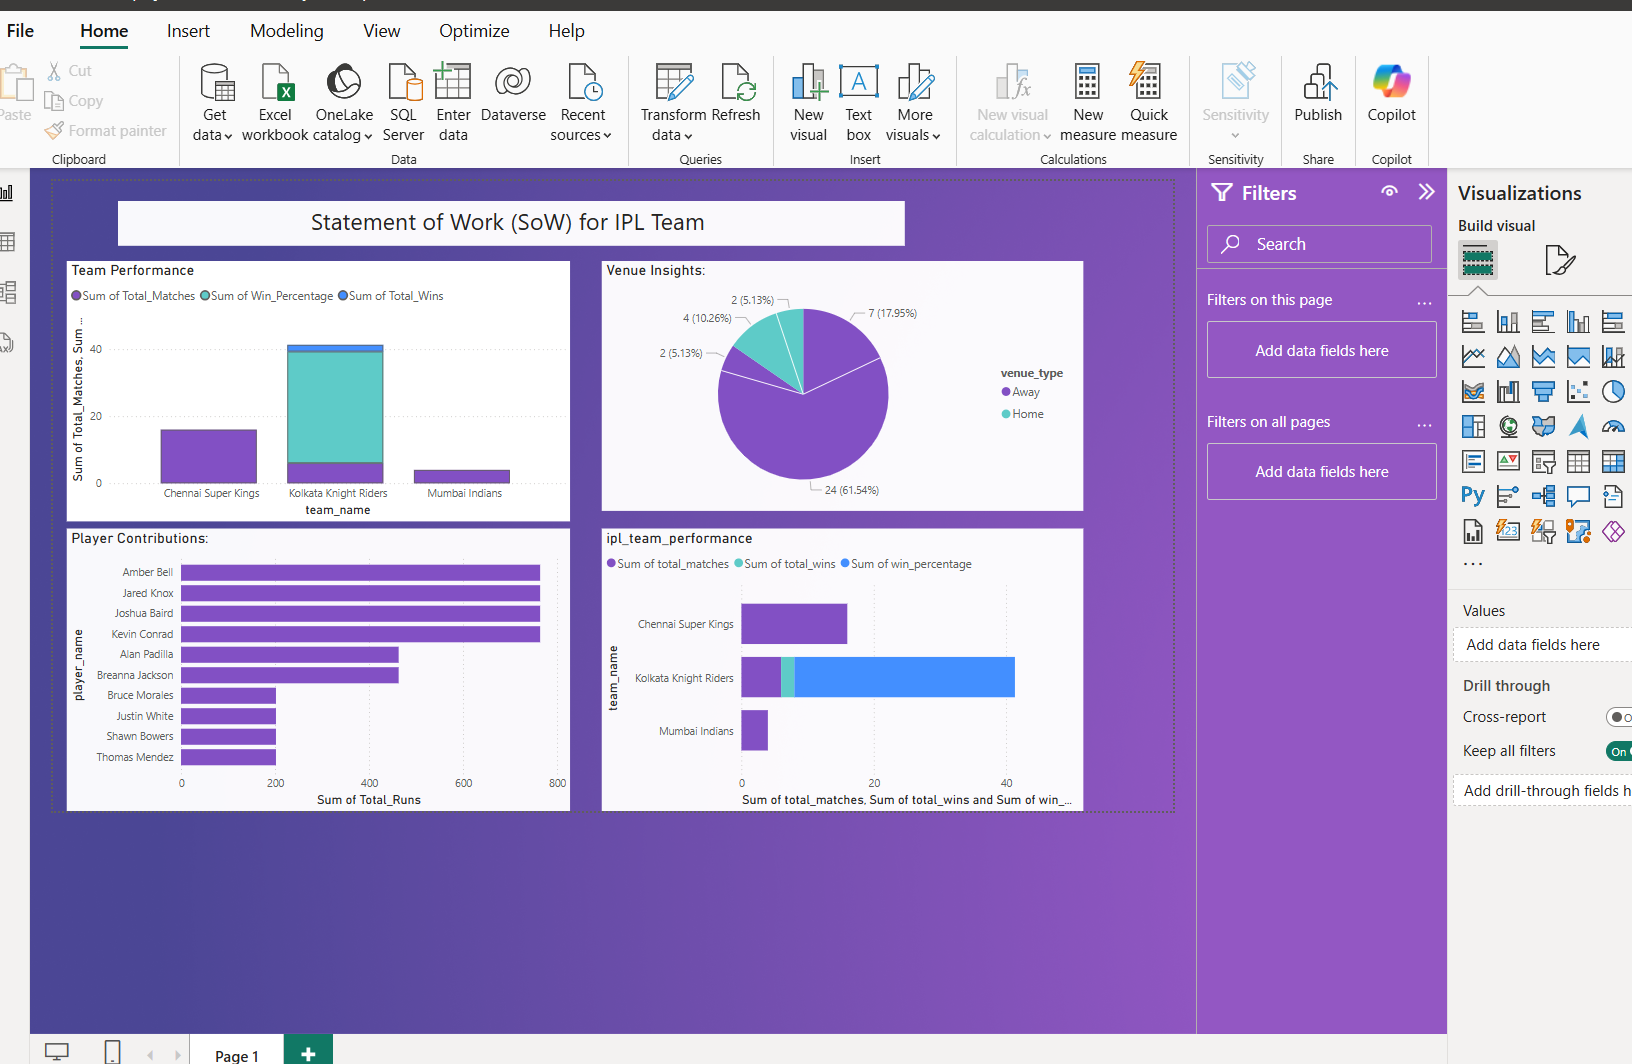 File Home Insert Modeling View Optimize Help
Paste
Cut
Copy
Format painter
Clipboard
Get data
Excel workbook
OneLake catalog
SQL Server
Enter data
Dataverse
Recent sources
Data
Transform data
Refresh
Queries
New visual
Text box
More visuals
Insert
New visual calculation
New measure
Quick measure
Calculations
Sensitivity
Sensitivity
Publish
Share
Copilot
Copilot
Statement of Work (SoW) for IPL Team
Team Performance
Sum of Total_Matches Sum of Win_Percentage Sum of Total_Wins
Sum of Total_Matches, Sum ...
40
20
0
Chennai Super Kings Kolkata Knight Riders Mumbai Indians
team_name
Venue Insights:
2 (5.13%)
7 (17.95%)
4 (10.26%)
2 (5.13%)
24 (61.54%)
venue_type
Away
Home
Player Contributions:
player_name
Amber Bell
Jared Knox
Joshua Baird
Kevin Conrad
Alan Padilla
Breanna Jackson
Bruce Morales
Justin White
Shawn Bowers
Thomas Mendez
0 200 400 600 800
Sum of Total_Runs
ipl_team_performance
Sum of total_matches Sum of total_wins Sum of win_percentage
team_name
Chennai Super Kings
Kolkata Knight Riders
Mumbai Indians
0 20 40
Sum of total_matches, Sum of total_wins and Sum of win_...
Filters
Search
Filters on this page ...
Add data fields here
Filters on all pages ...
Add data fields here
Visualizations
Build visual
Py
123
...
Values
Add data fields here
Drill through
Cross-report
Keep all filters On
Add drill-through fields h
Page 1